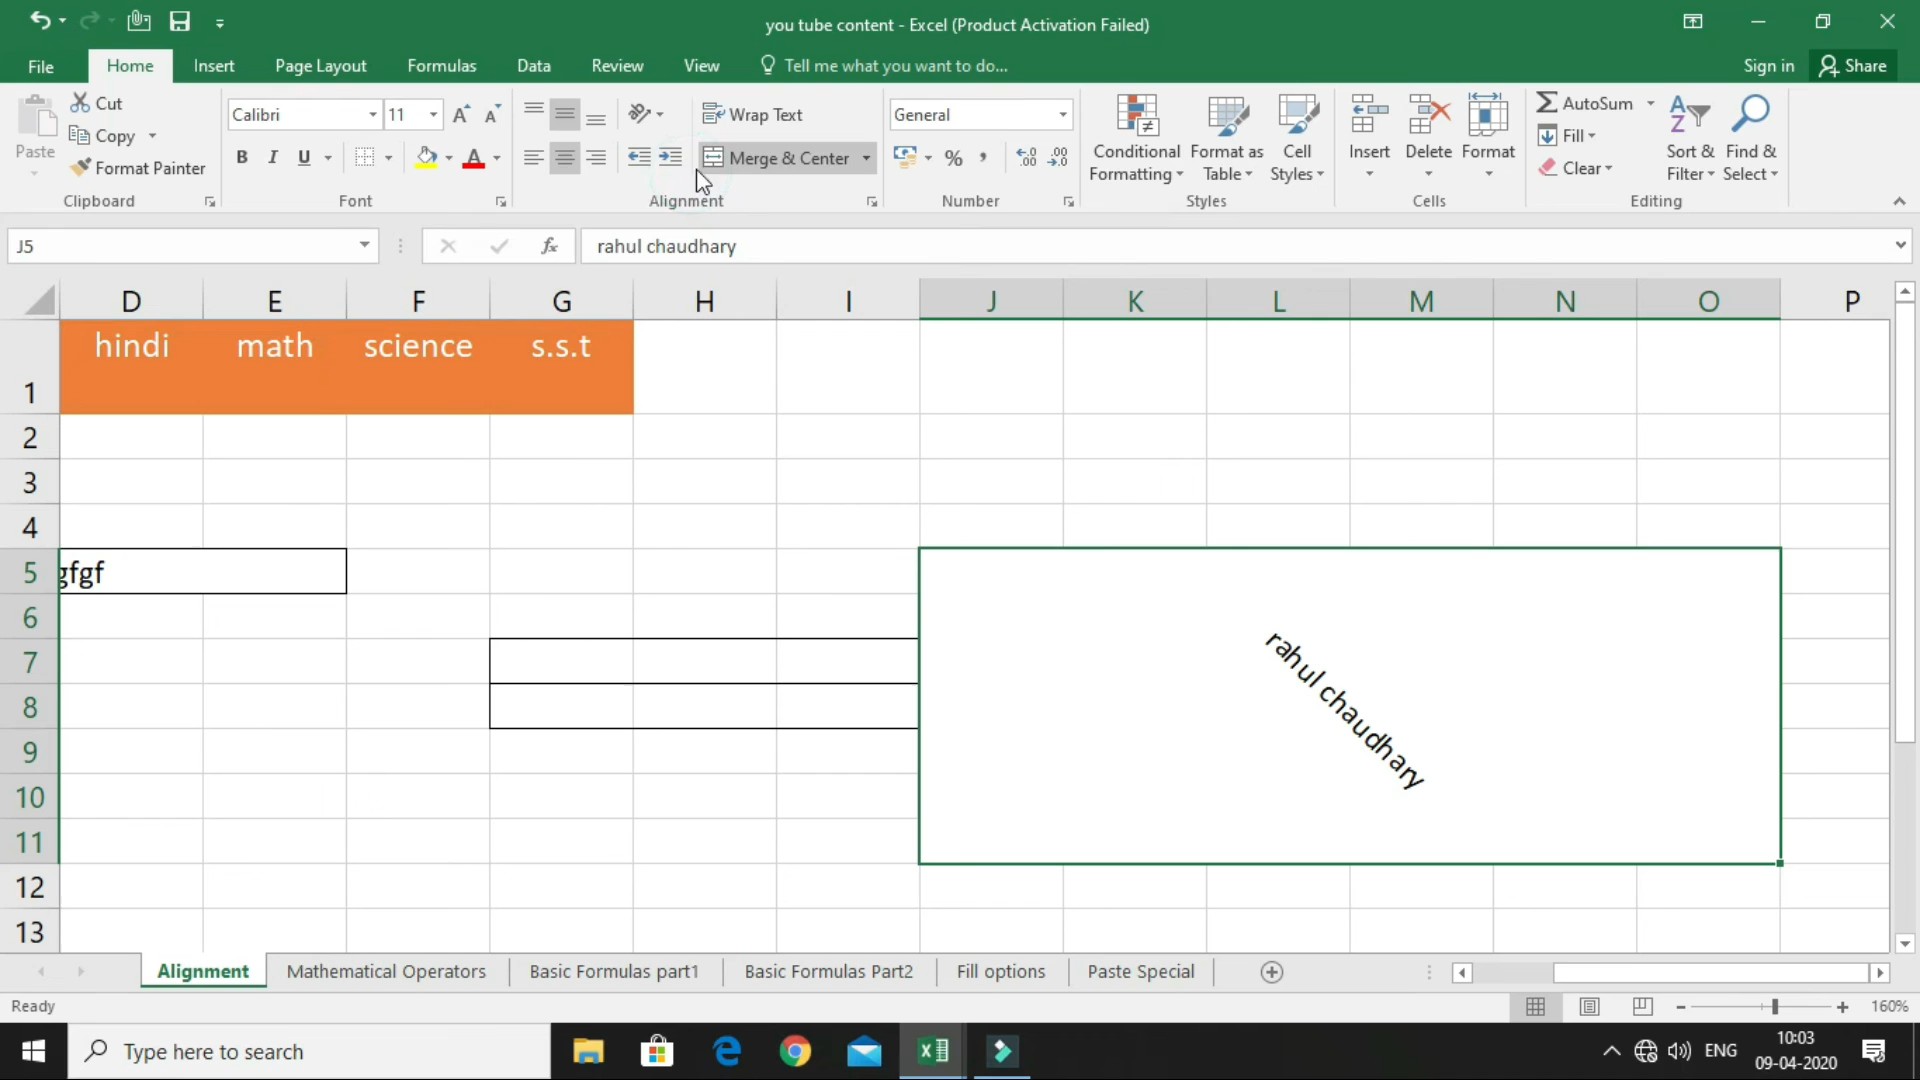 you tube content - Excel (Product Activation Failed)
File Home Insert Page Layout Formulas Data Review View Tell me what you want to do... Sign in Share
Paste Cut Copy Format Painter Clipboard
Calibri 11 B I U A Font
Wrap Text Merge & Center Alignment
General % , .00 .0 Number
Conditional Formatting Format as Table Cell Styles Styles
Insert Delete Format Cells
AutoSum Fill Clear Sort & Filter Find & Select Editing
J5 fx rahul chaudhary
D E F G H I J K L M N O P
1 hindi math science s.s.t
2
3
4
5 gfgf
6
7
8
9
10
11
12
13
rahul chaudhary
Alignment Mathematical Operators Basic Formulas part1 Basic Formulas Part2 Fill options Paste Special
Ready 160%
Type here to search ENG 10:03
09-04-2020